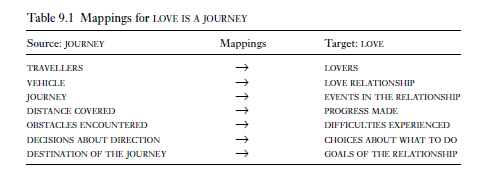 Table 9.1 Mappings for LOVE IS A JOURNEY
Source: JOURNEY Mappings Target: LOVE
TRAVELLERS → LOVERS
VEHICLE → LOVE RELATIONSHIP
JOURNEY → EVENTS IN THE RELATIONSHIP
DISTANCE COVERED → PROGRESS MADE
OBSTACLES ENCOUNTERED → DIFFICULTIES EXPERIENCED
DECISIONS ABOUT DIRECTION → CHOICES ABOUT WHAT TO DO
DESTINATION OF THE JOURNEY → GOALS OF THE RELATIONSHIP